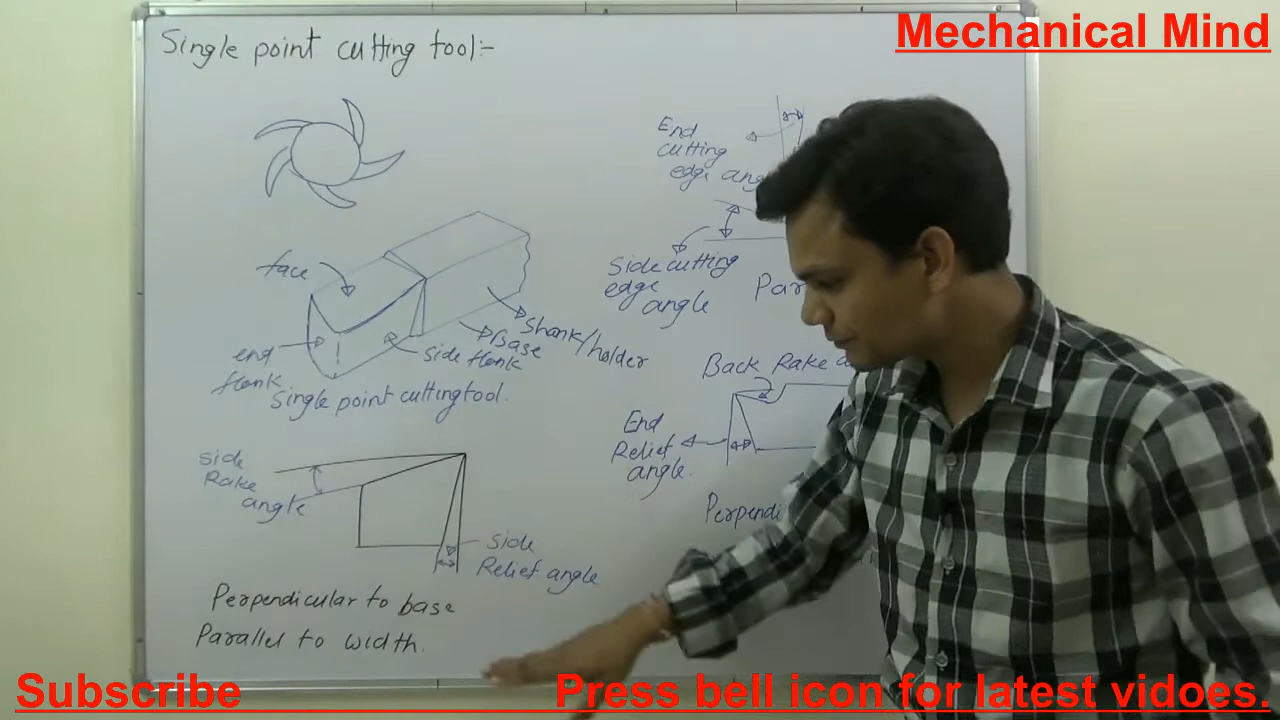 Mechanical Mind
Single point cutting tool:-
End
cutting
edge
face
Side cutting
edge
angle
Shank/holder
Base
Side flank
end
flank
Single point cutting tool.
Back Rake
End
Relief
angle.
Side
Rake
angle
Side
Relief angle
Perpendicular to base
Parallel to width.
Subscribe
Press bell icon for latest vidoes.